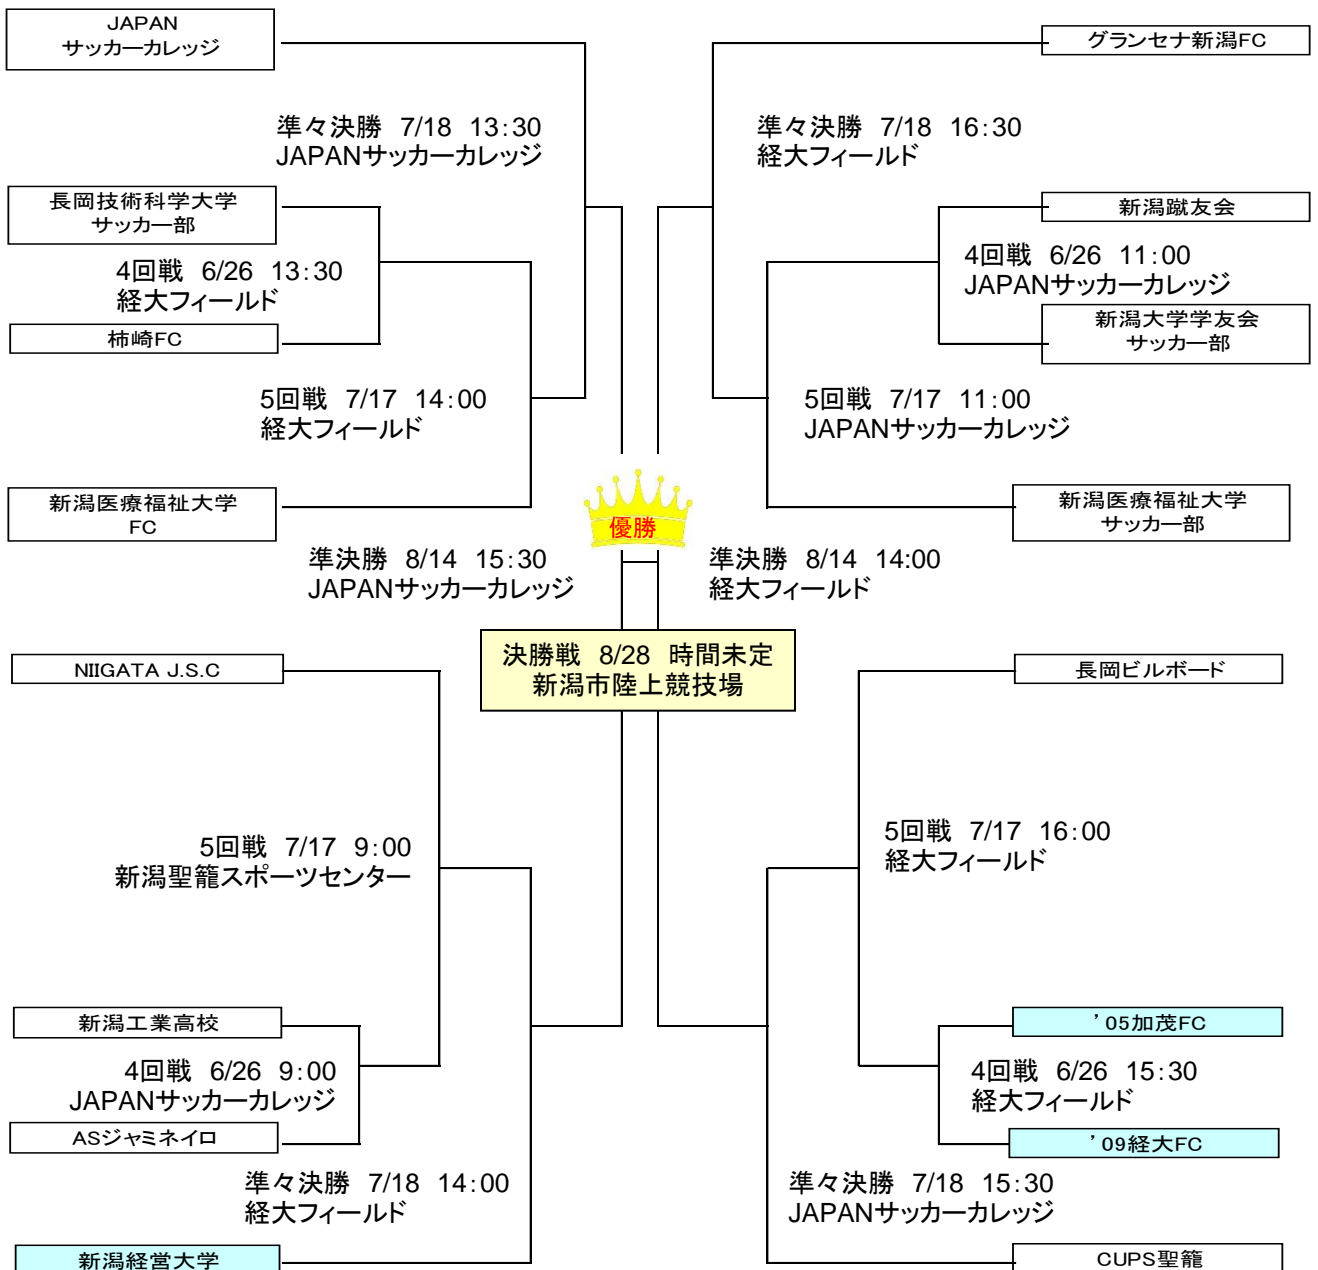 JAPAN
サッカーカレッジ
グランセナ新潟FC
準々決勝 7/18 13:30
JAPANサッカーカレッジ
準々決勝 7/18 16:30
経大フィールド
長岡技術科学大学
サッカー部
新潟蹴友会
4回戦 6/26 13:30
経大フィールド
4回戦 6/26 11:00
JAPANサッカーカレッジ
柿崎FC
新潟大学学友会
サッカー部
5回戦 7/17 14:00
経大フィールド
5回戦 7/17 11:00
JAPANサッカーカレッジ
新潟医療福祉大学
FC
優勝
新潟医療福祉大学
サッカー部
準決勝 8/14 15:30
JAPANサッカーカレッジ
準決勝 8/14 14:00
経大フィールド
NIIGATA J.S.C
決勝戦 8/28 時間未定
新潟市陸上競技場
長岡ビルボード
5回戦 7/17 9:00
新潟聖籠スポーツセンター
5回戦 7/17 16:00
経大フィールド
新潟工業高校
’05加茂FC
4回戦 6/26 9:00
JAPANサッカーカレッジ
4回戦 6/26 15:30
経大フィールド
ASジャミネイロ
’09経大FC
準々決勝 7/18 14:00
経大フィールド
準々決勝 7/18 15:30
JAPANサッカーカレッジ
新潟経営大学
CUPS聖籠